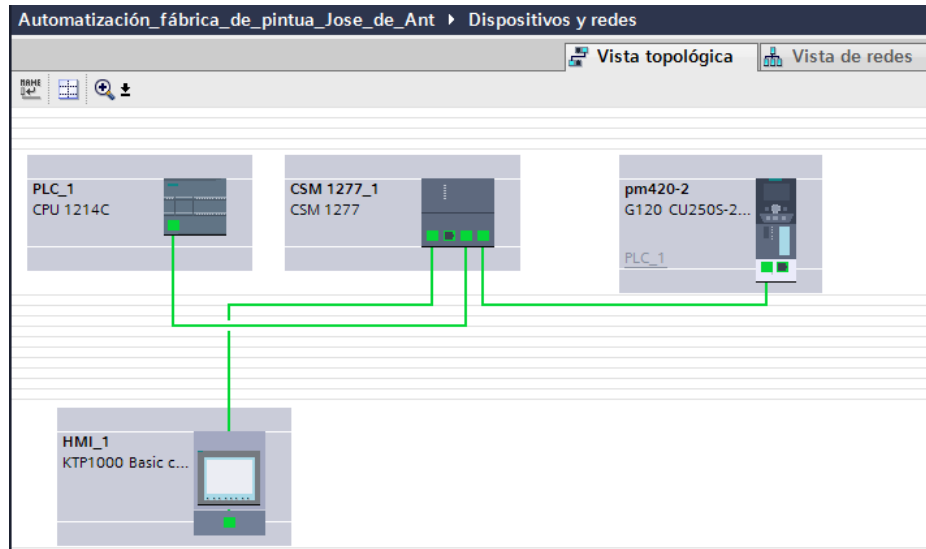 Automatización_fábrica_de_pintua_Jose_de_Ant ▸ Dispositivos y redes
Vista topológica
Vista de redes
NAME
PLC_1
CPU 1214C
CSM 1277_1
CSM 1277
pm420-2
G120 CU250S-2...
PLC_1
HMI_1
KTP1000 Basic c...